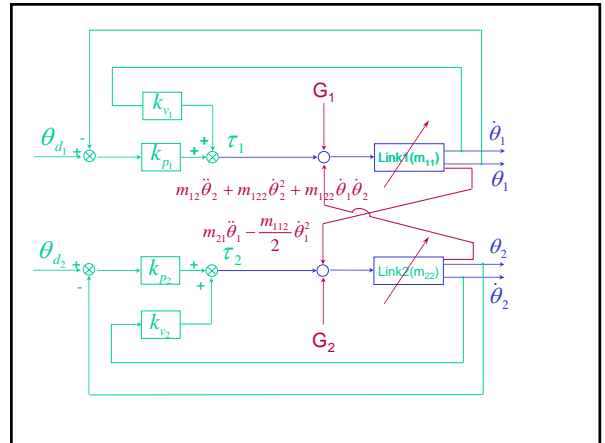 G₁
k_{v₁}
θ̇₁
- + +
θ_{d₁} + k_{p₁} + τ₁ Link1(m₁₁)
θ₁
m₁₂θ̈₂ + m₁₂₂θ̇₂² + m₁₂₂θ̇₁θ̇₂
m₂₁θ̈₁ − m₁₁₂/2 θ̇₁²
θ₂
θ_{d₂} + k_{p₂} + τ₂ Link2(m₂₂)
- +
θ̇₂
k_{v₂}
G₂